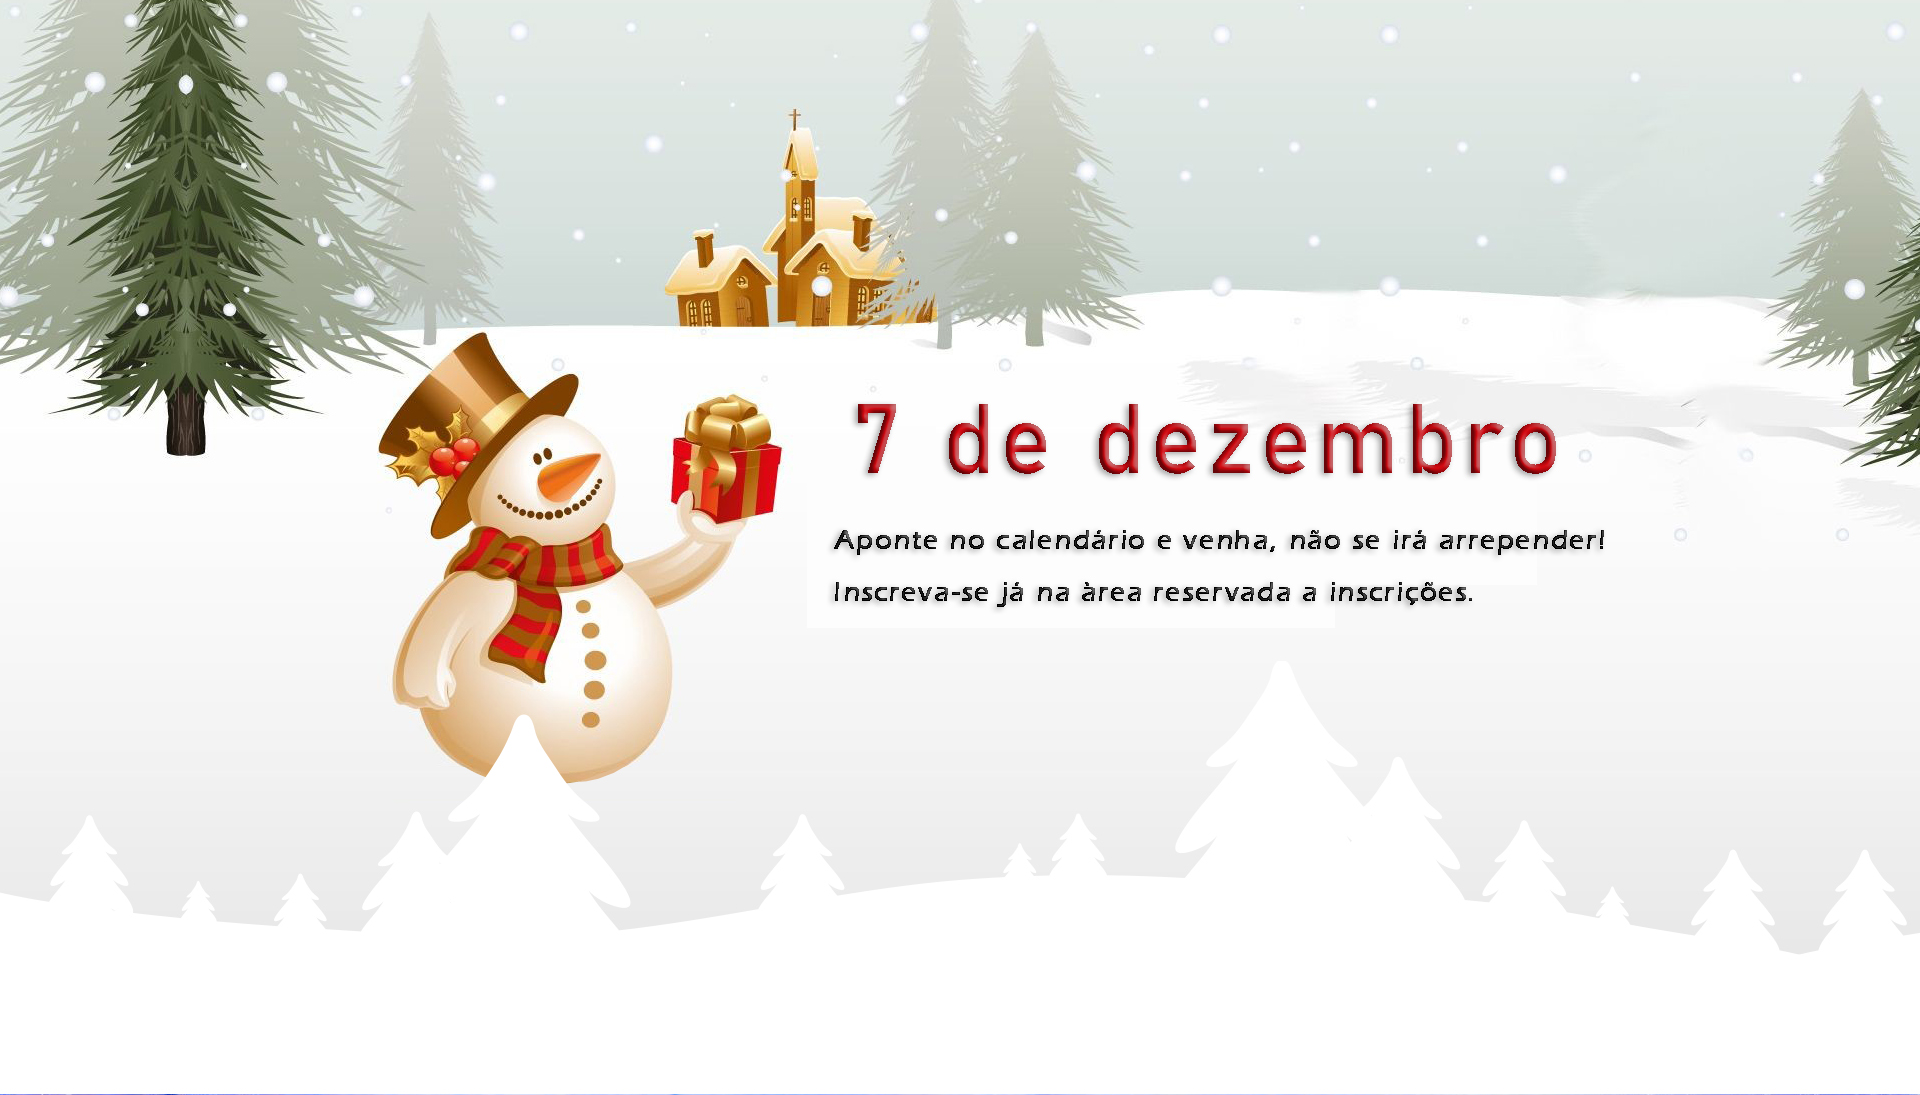 7 de dezembro
Aponte no calendário e venha, não se irá arrepender!
Inscreva-se já na àrea reservada a inscrições.